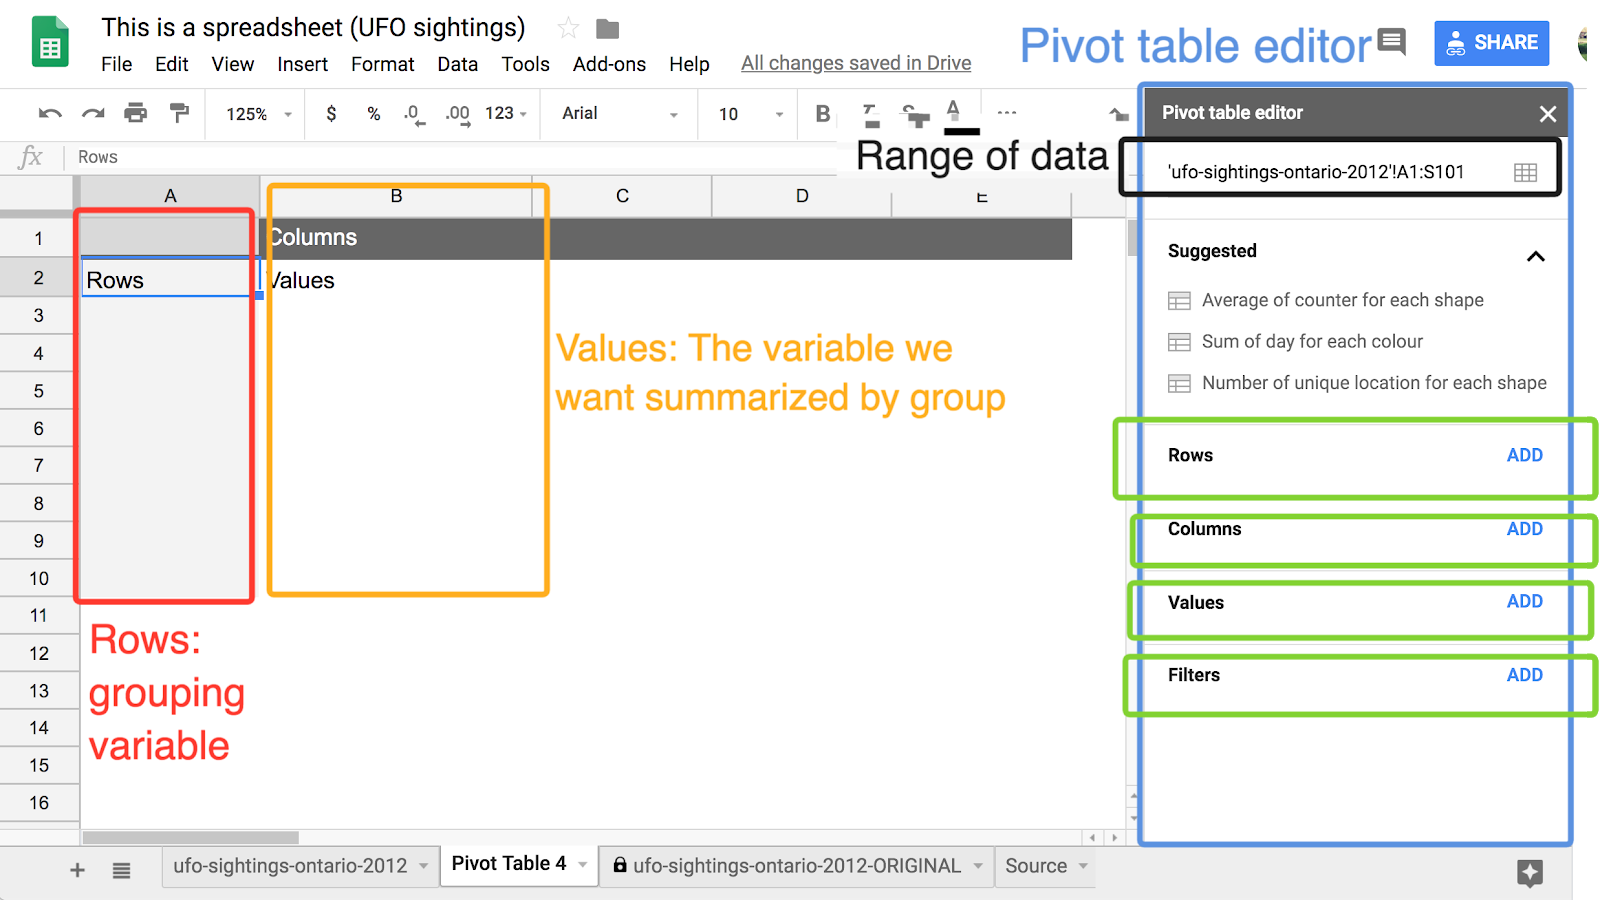 This is a spreadsheet (UFO sightings)
File Edit View Insert Format Data Tools Add-ons Help All changes saved in Drive
Pivot table editor
SHARE
125% $ % .0 .00 123 Arial 10 B T S A ...
fx Rows
Range of data
Pivot table editor
'ufo-sightings-ontario-2012'!A1:S101
A B C D E
1 Columns
2 Rows Values
3
4
5
6
7
8
9
10
11
12
13
14
15
16
Values: The variable we
want summarized by group
Rows:
grouping
variable
Suggested
Average of counter for each shape
Sum of day for each colour
Number of unique location for each shape
Rows ADD
Columns ADD
Values ADD
Filters ADD
+ ufo-sightings-ontario-2012 Pivot Table 4 ufo-sightings-ontario-2012-ORIGINAL Source